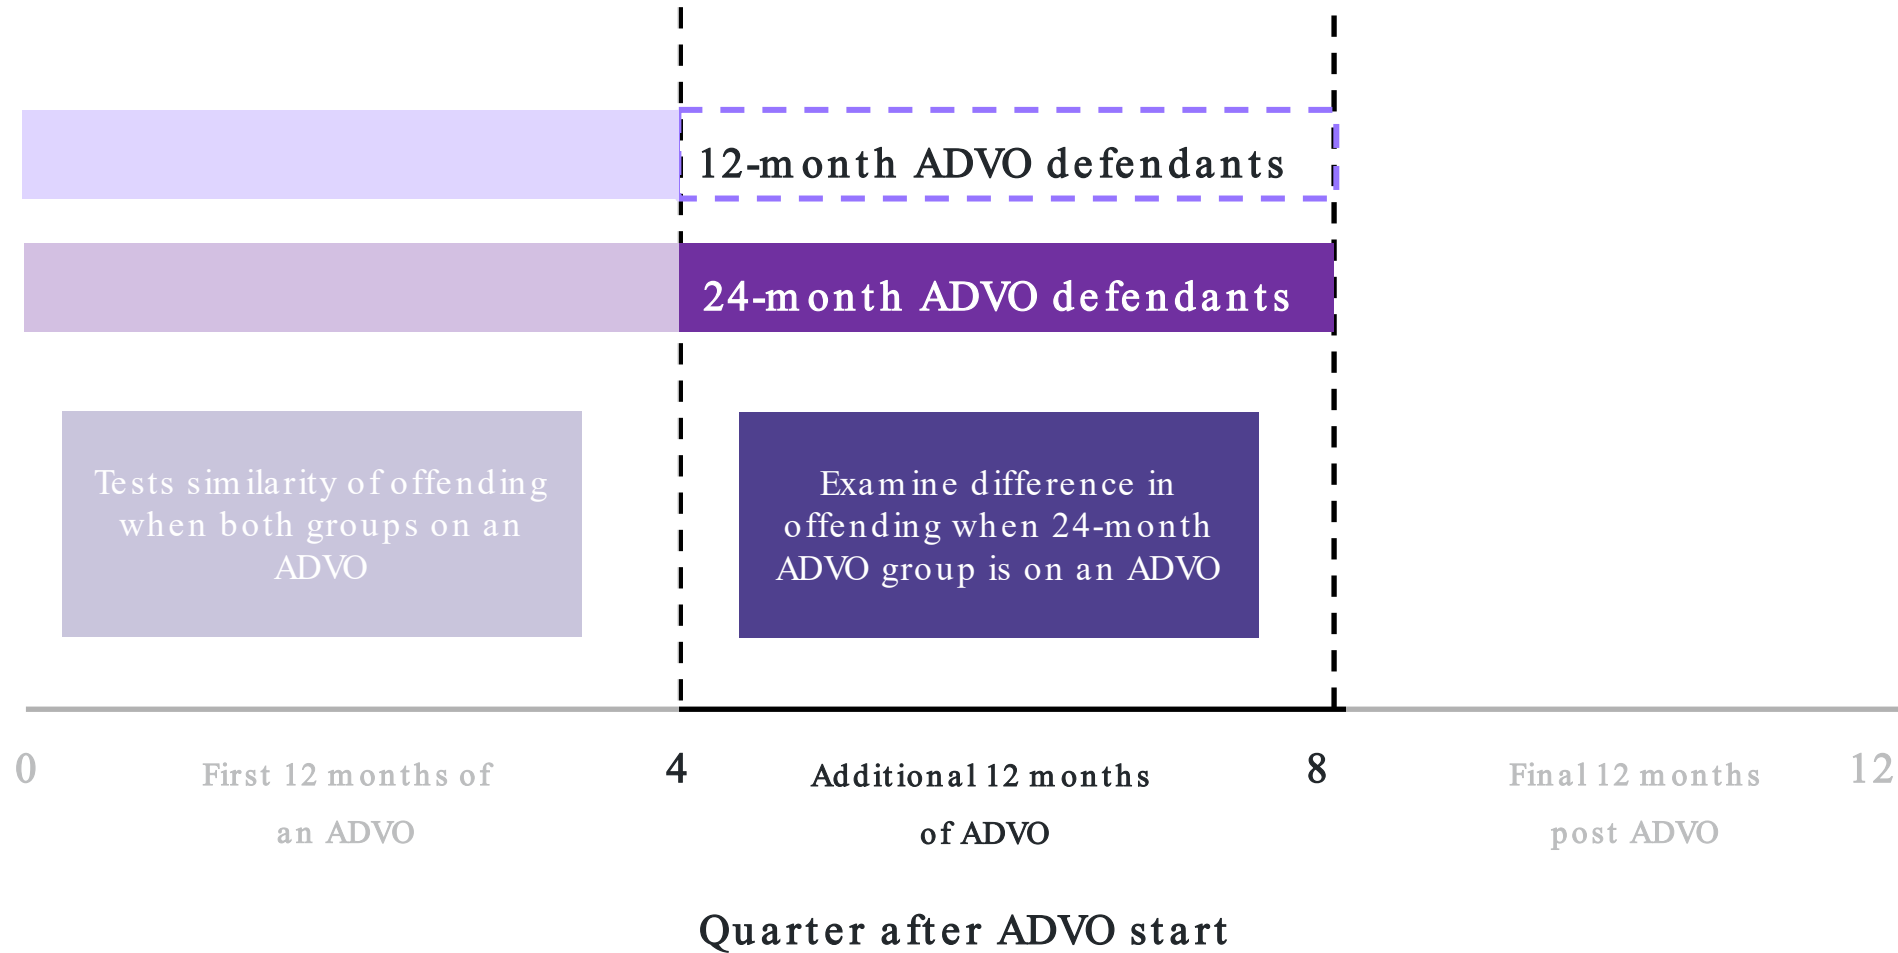 12-month ADVO defendants
24-month ADVO defendants
Tests similarity of offending
when both groups on an
ADVO
Examine difference in
offending when 24-month
ADVO group is on an ADVO
0
First 12 months of
an ADVO
4
Additional 12 months
of ADVO
8
Final 12 months
post ADVO
12
Quarter after ADVO start